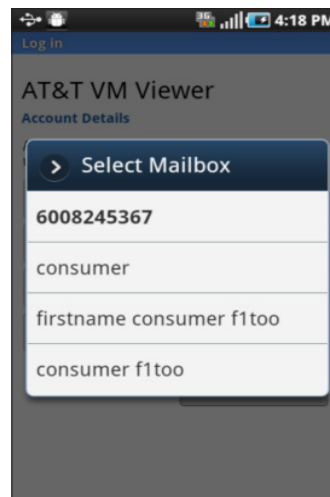 3G 4:18 PM
Log in
AT&T VM Viewer
Account Details
Select Mailbox
6008245367
consumer
firstname consumer f1too
consumer f1too